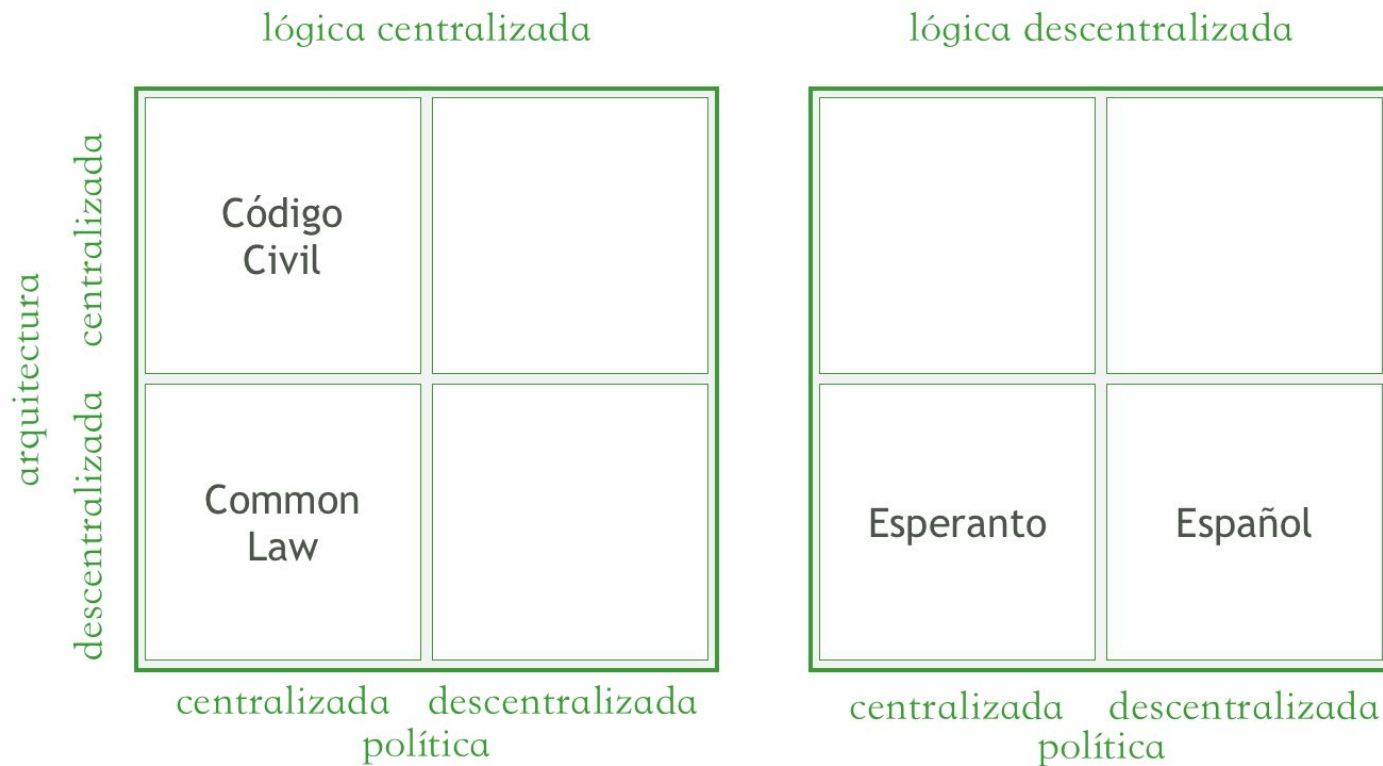 lógica centralizada
lógica descentralizada
arquitectura
centralizada
descentralizada
Código
Civil
Common
Law
Esperanto
Español
centralizada descentralizada
política
centralizada descentralizada
política